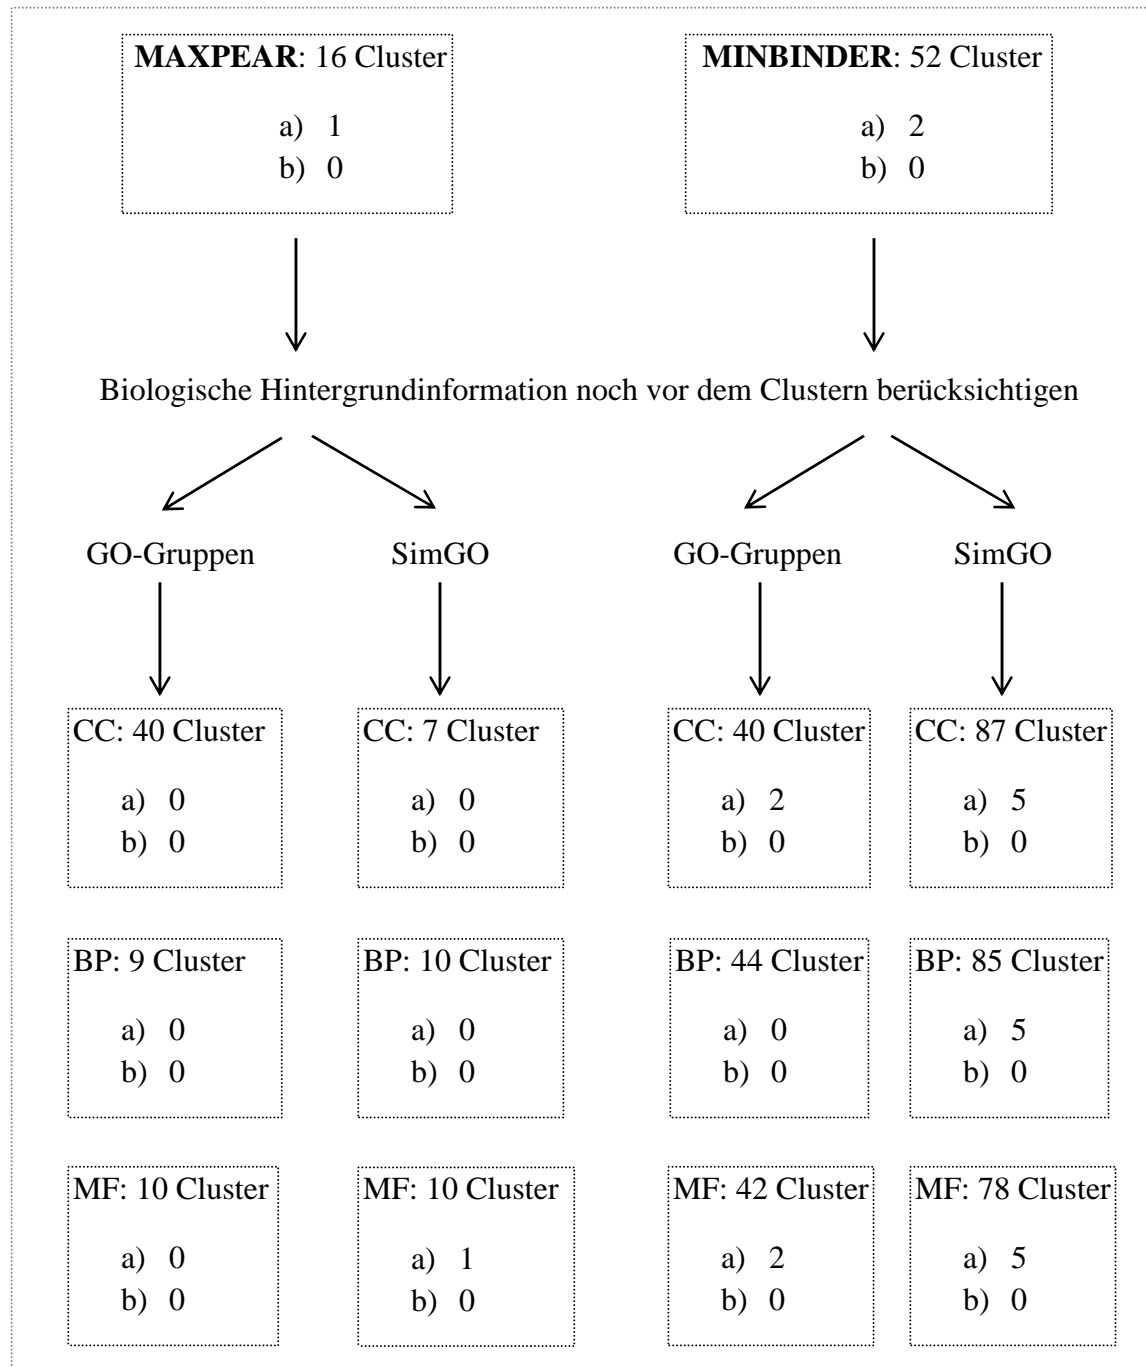 MAXPEAR: 16 Cluster
a) 1
b) 0
MINBINDER: 52 Cluster
a) 2
b) 0
Biologische Hintergrundinformation noch vor dem Clustern berücksichtigen
GO-Gruppen
SimGO
GO-Gruppen
SimGO
CC: 40 Cluster
a) 0
b) 0
CC: 7 Cluster
a) 0
b) 0
CC: 40 Cluster
a) 2
b) 0
CC: 87 Cluster
a) 5
b) 0
BP: 9 Cluster
a) 0
b) 0
BP: 10 Cluster
a) 0
b) 0
BP: 44 Cluster
a) 0
b) 0
BP: 85 Cluster
a) 5
b) 0
MF: 10 Cluster
a) 0
b) 0
MF: 10 Cluster
a) 1
b) 0
MF: 42 Cluster
a) 2
b) 0
MF: 78 Cluster
a) 5
b) 0